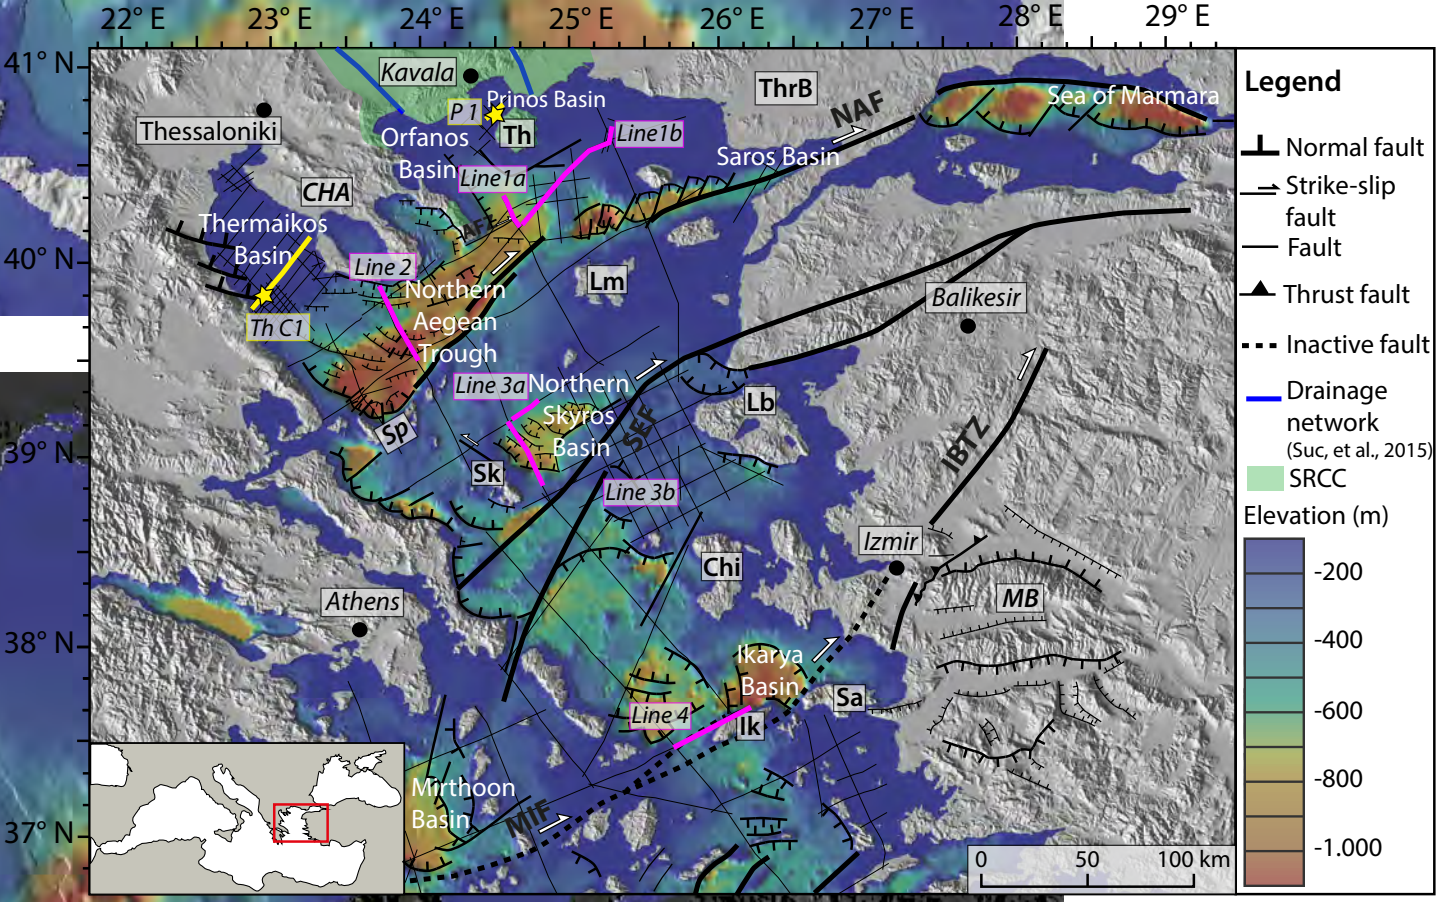 22° E 23° E 24° E 25° E 26° E 27° E 28° E 29° E
41° N
40° N
39° N
38° N
37° N
Kavala
P 1
Prinos Basin
Th
ThrB
NAF
Sea of Marmara
Thessaloniki
Orfanos
Basin
Line1b
Line1a
Saros Basin
CHA
Thermaikos
Basin
AFZ
Line 2
Lm
Northern
Aegean
Trough
Balikesir
Th C1
Line 3a
Northern
Skyros
Basin
Lb
Sp
SEF
IBTZ
Sk
Line 3b
Izmir
Chi
MB
Athens
Ikarya
Basin
Sa
Line 4
Ik
Mirthoon
Basin
MIF
0 50 100 km
Legend
Normal fault
Strike-slip
fault
Fault
Thrust fault
Inactive fault
Drainage
network
(Suc, et al., 2015)
SRCC
Elevation (m)
-200
-400
-600
-800
-1.000